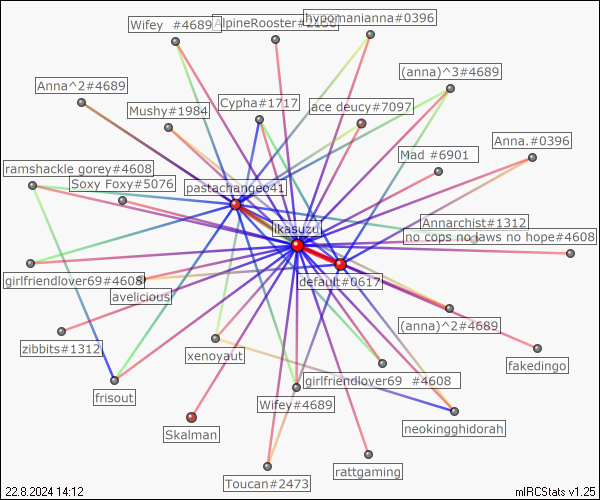 Wifey #4689
AlpineRooster#2150
hypomanianna#0396
Anna^2#4689
(anna)^3#4689
Mushy#1984
Cypha#1717
jace deucy#7097
ramshackle gorey#4608
Mad #6901
Anna.#0396
Soxy Foxy#5076
pastachangeo41
ikasuzu
Annarchist#1312
no cops no laws no hope#4608
girlfriendlover69#4608
avelicious
default#0617
(anna)^2#4689
zibbits#1312
xenoyaut
fakedingo
frisout
girlfriendlover69 #4608
Wifey#4689
Skalman
neokingghidorah
rattgaming
Toucan#2473
22.8.2024 14:12
mIRCStats v1.25